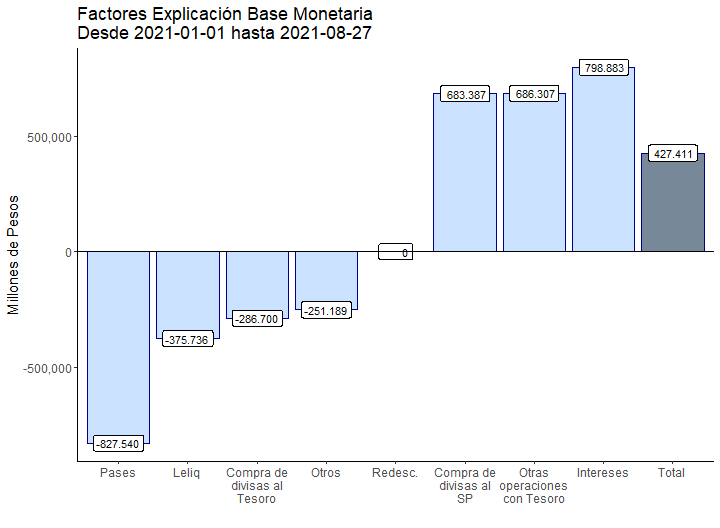 Factores Explicación Base Monetaria
Desde 2021-01-01 hasta 2021-08-27
Millones de Pesos
500,000
0
-500,000
-827.540
-375.736
-286.700
-251.189
0
683.387
686.307
798.883
427.411
Pases
Leliq
Compra de
divisas al
Tesoro
Otros
Redesc.
Compra de
divisas al
SP
Otras
operaciones
con Tesoro
Intereses
Total